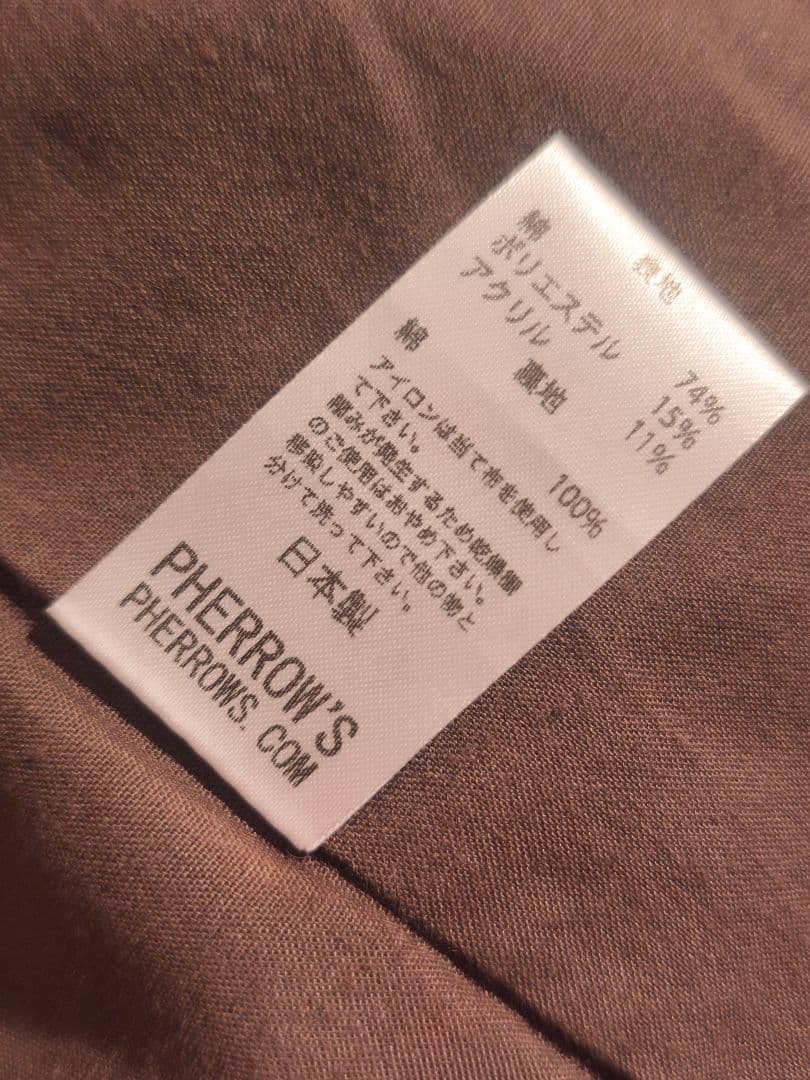 表地
綿 74%
ポリエステル 15%
アクリル 11%
裏地
綿 100%
アイロンは当て布を使用し
て下さい。
縮みが発生するため乾燥機
のご使用はおやめ下さい。
移染しやすいので他の物と
分けて洗って下さい。
日本製
PHERROW'S
PHERROWS.COM